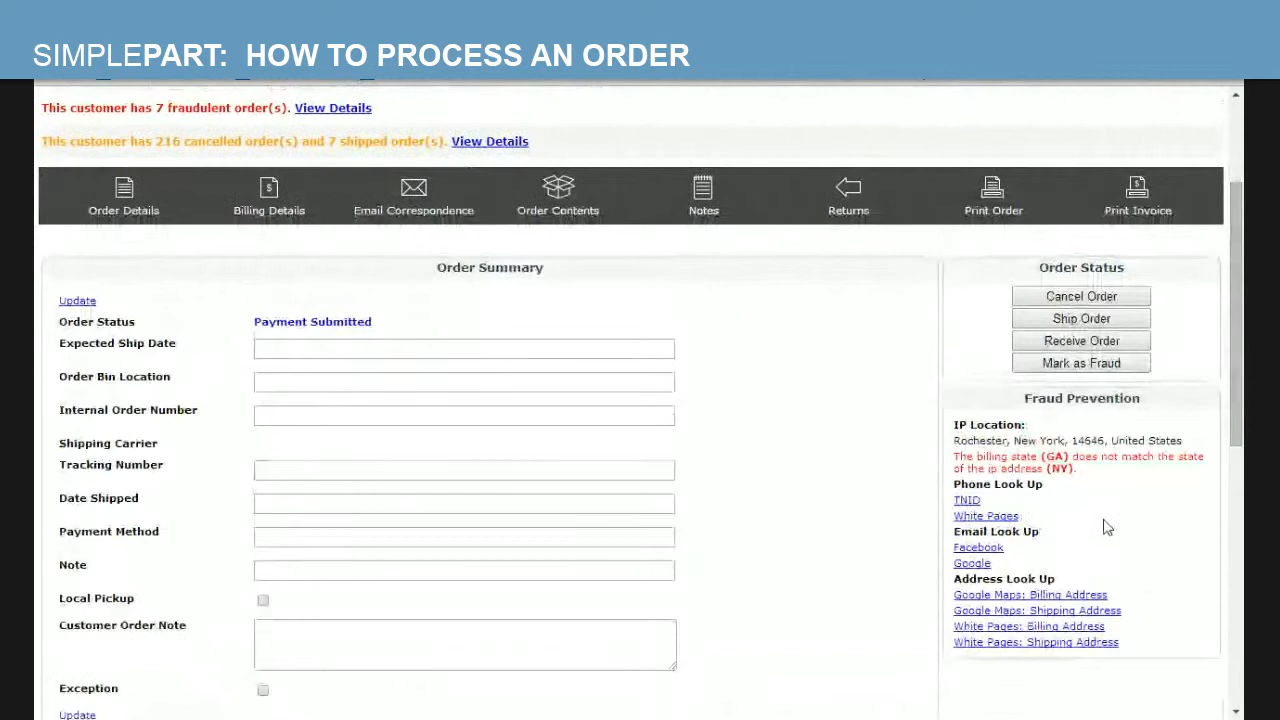 SIMPLEPART: HOW TO PROCESS AN ORDER
This customer has 7 fraudulent order(s). View Details
This customer has 216 cancelled order(s) and 7 shipped order(s). View Details
Order Details Billing Details Email Correspondence Order Contents Notes Returns Print Order Print Invoice
Order Summary
Update
Order Status Payment Submitted
Expected Ship Date
Order Bin Location
Internal Order Number
Shipping Carrier
Tracking Number
Date Shipped
Payment Method
Note
Local Pickup
Customer Order Note
Exception
Update
Order Status
Cancel Order
Ship Order
Receive Order
Mark as Fraud
Fraud Prevention
IP Location:
Rochester, New York, 14646, United States
The billing state (GA) does not match the state
of the ip address (NY).
Phone Look Up
TNID
White Pages
Email Look Up
Facebook
Google
Address Look Up
Google Maps: Billing Address
Google Maps: Shipping Address
White Pages: Billing Address
White Pages: Shipping Address